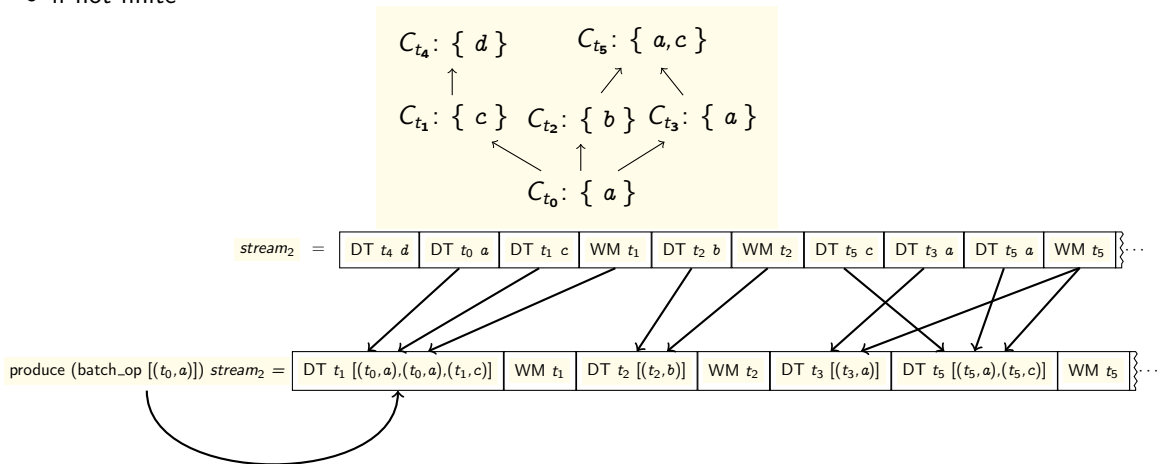 if not finite
C_{t_4}: { d } C_{t_5}: { a,c }
C_{t_1}: { c } C_{t_2}: { b } C_{t_3}: { a }
C_{t_0}: { a }
stream_2 = DT t_4 d DT t_0 a DT t_1 c WM t_1 DT t_2 b WM t_2 DT t_5 c DT t_3 a DT t_5 a WM t_5 ···
produce (batch_op [(t_0,a)]) stream_2 = DT t_1 [(t_0,a),(t_0,a),(t_1,c)] WM t_1 DT t_2 [(t_2,b)] WM t_2 DT t_3 [(t_3,a)] DT t_5 [(t_5,a),(t_5,c)] WM t_5 ···